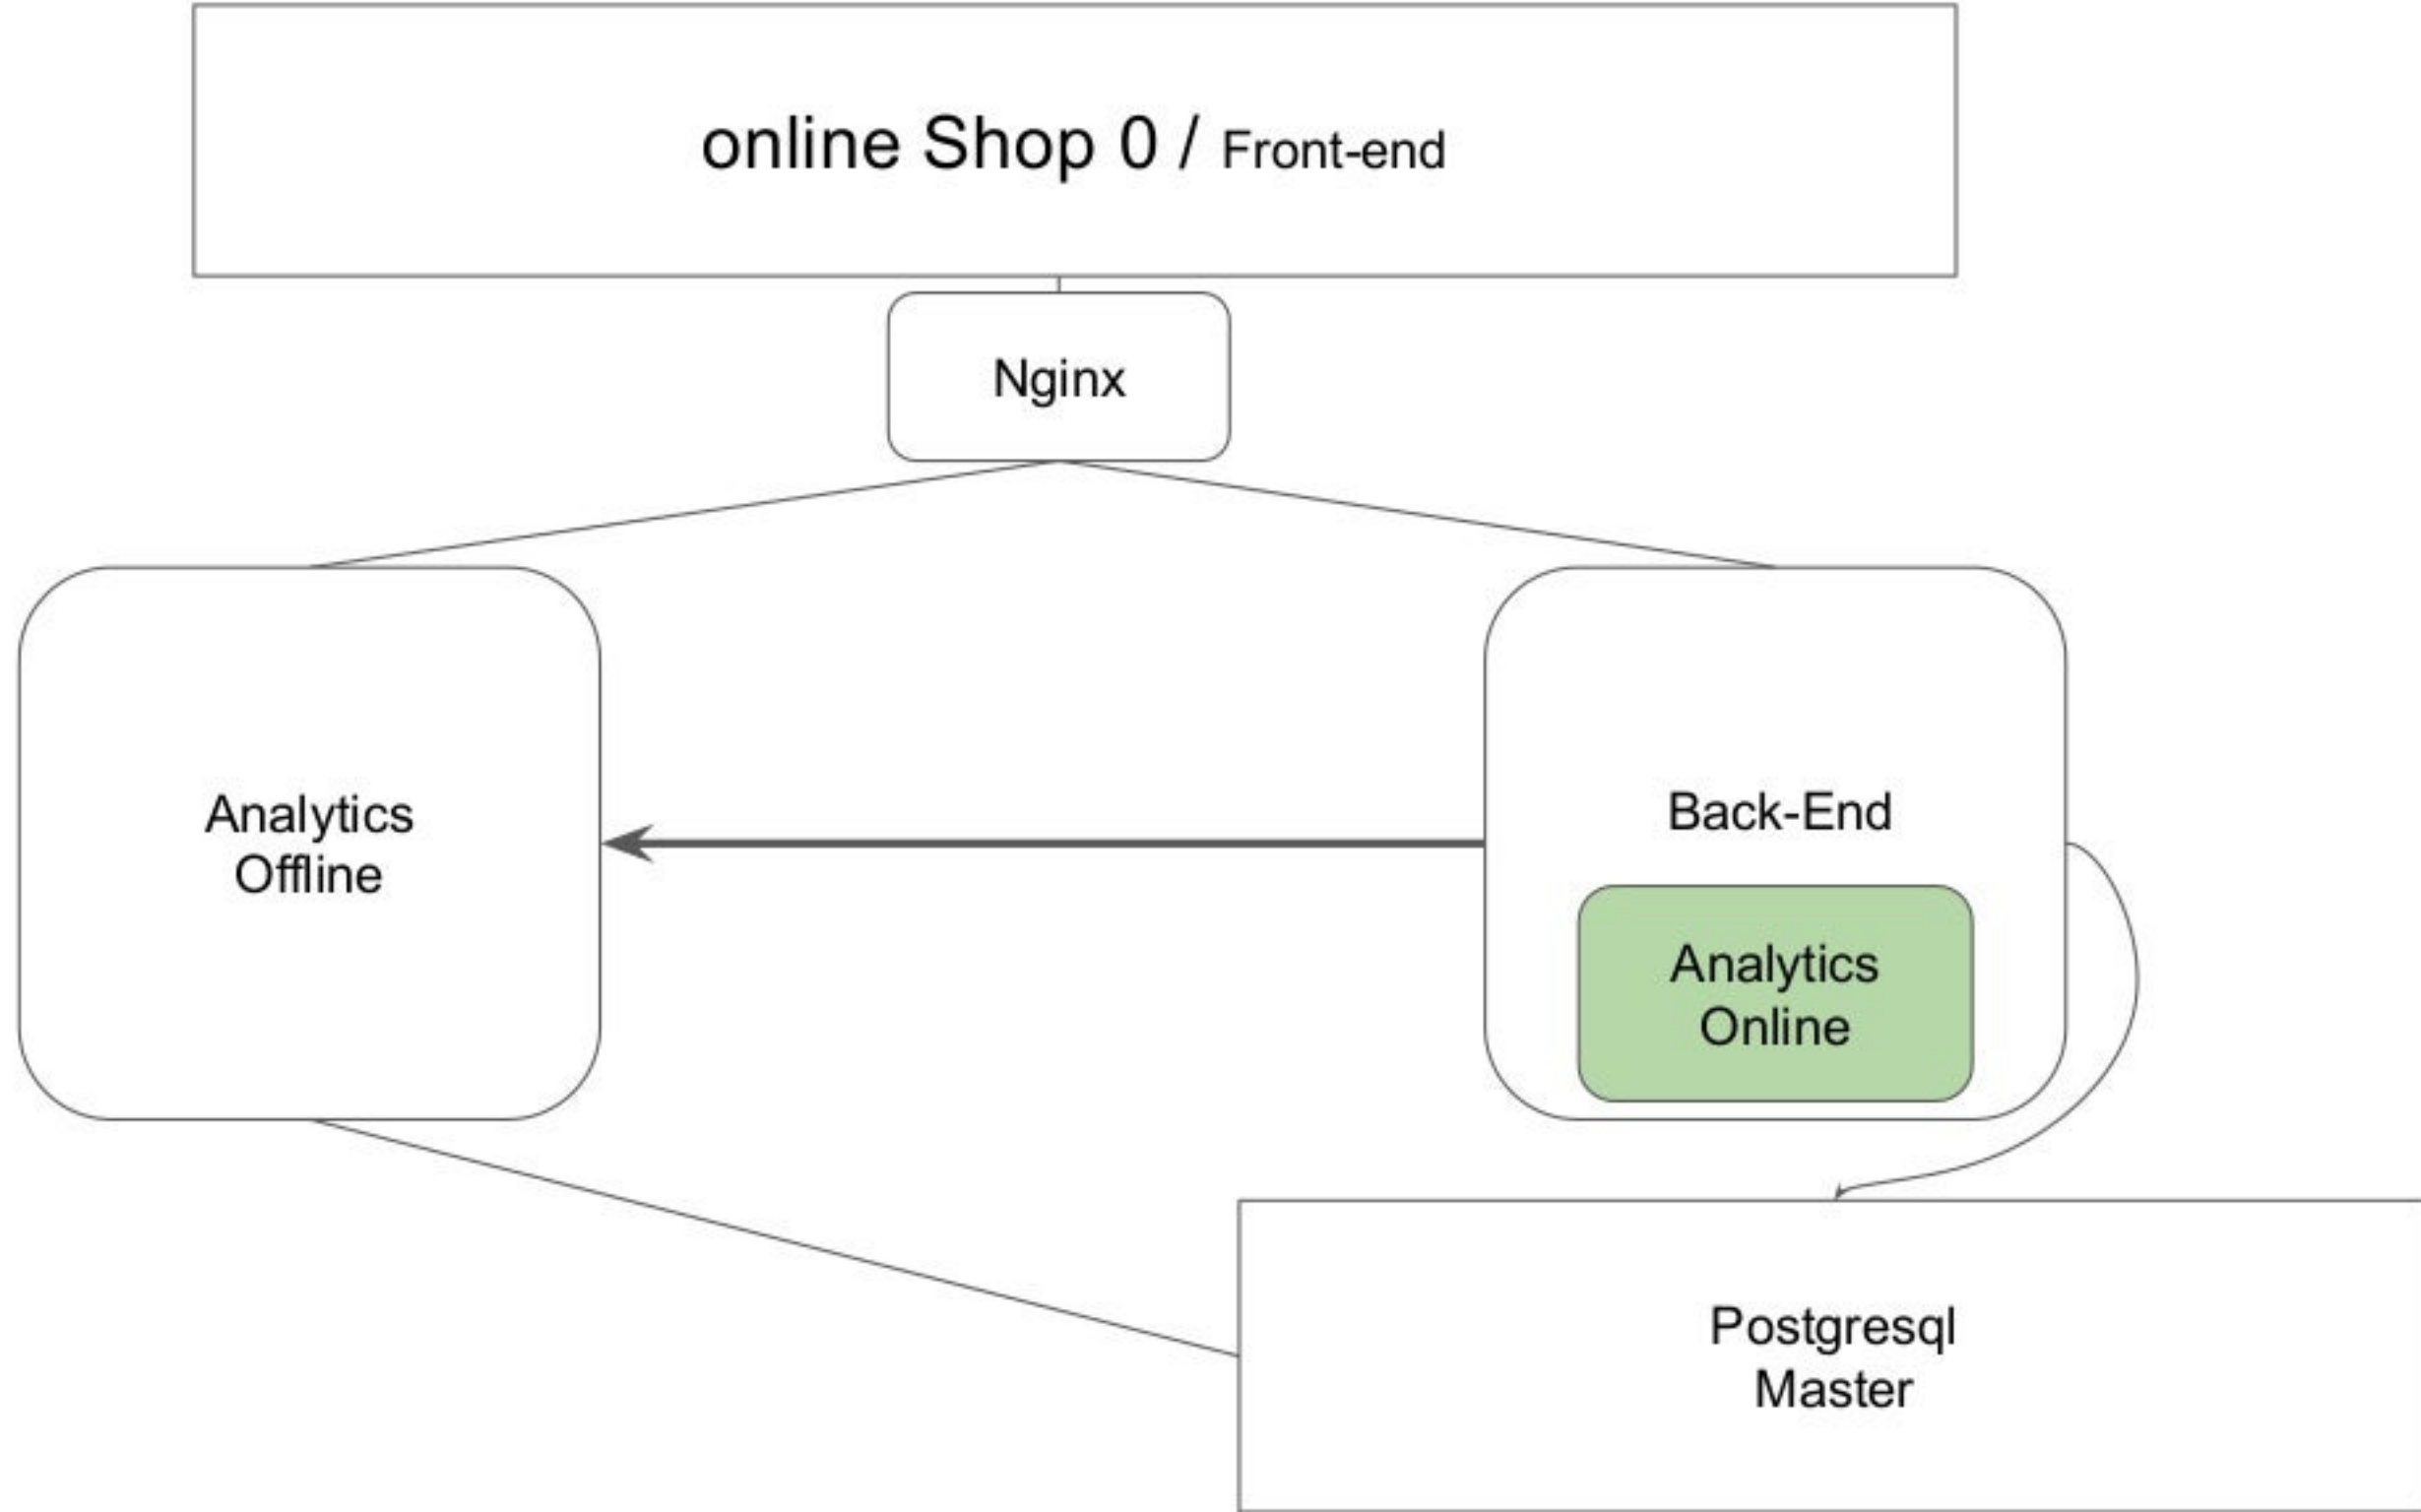 online Shop 0 / Front-end
Nginx
Analytics
Offline
Back-End
Analytics
Online
Postgresql
Master